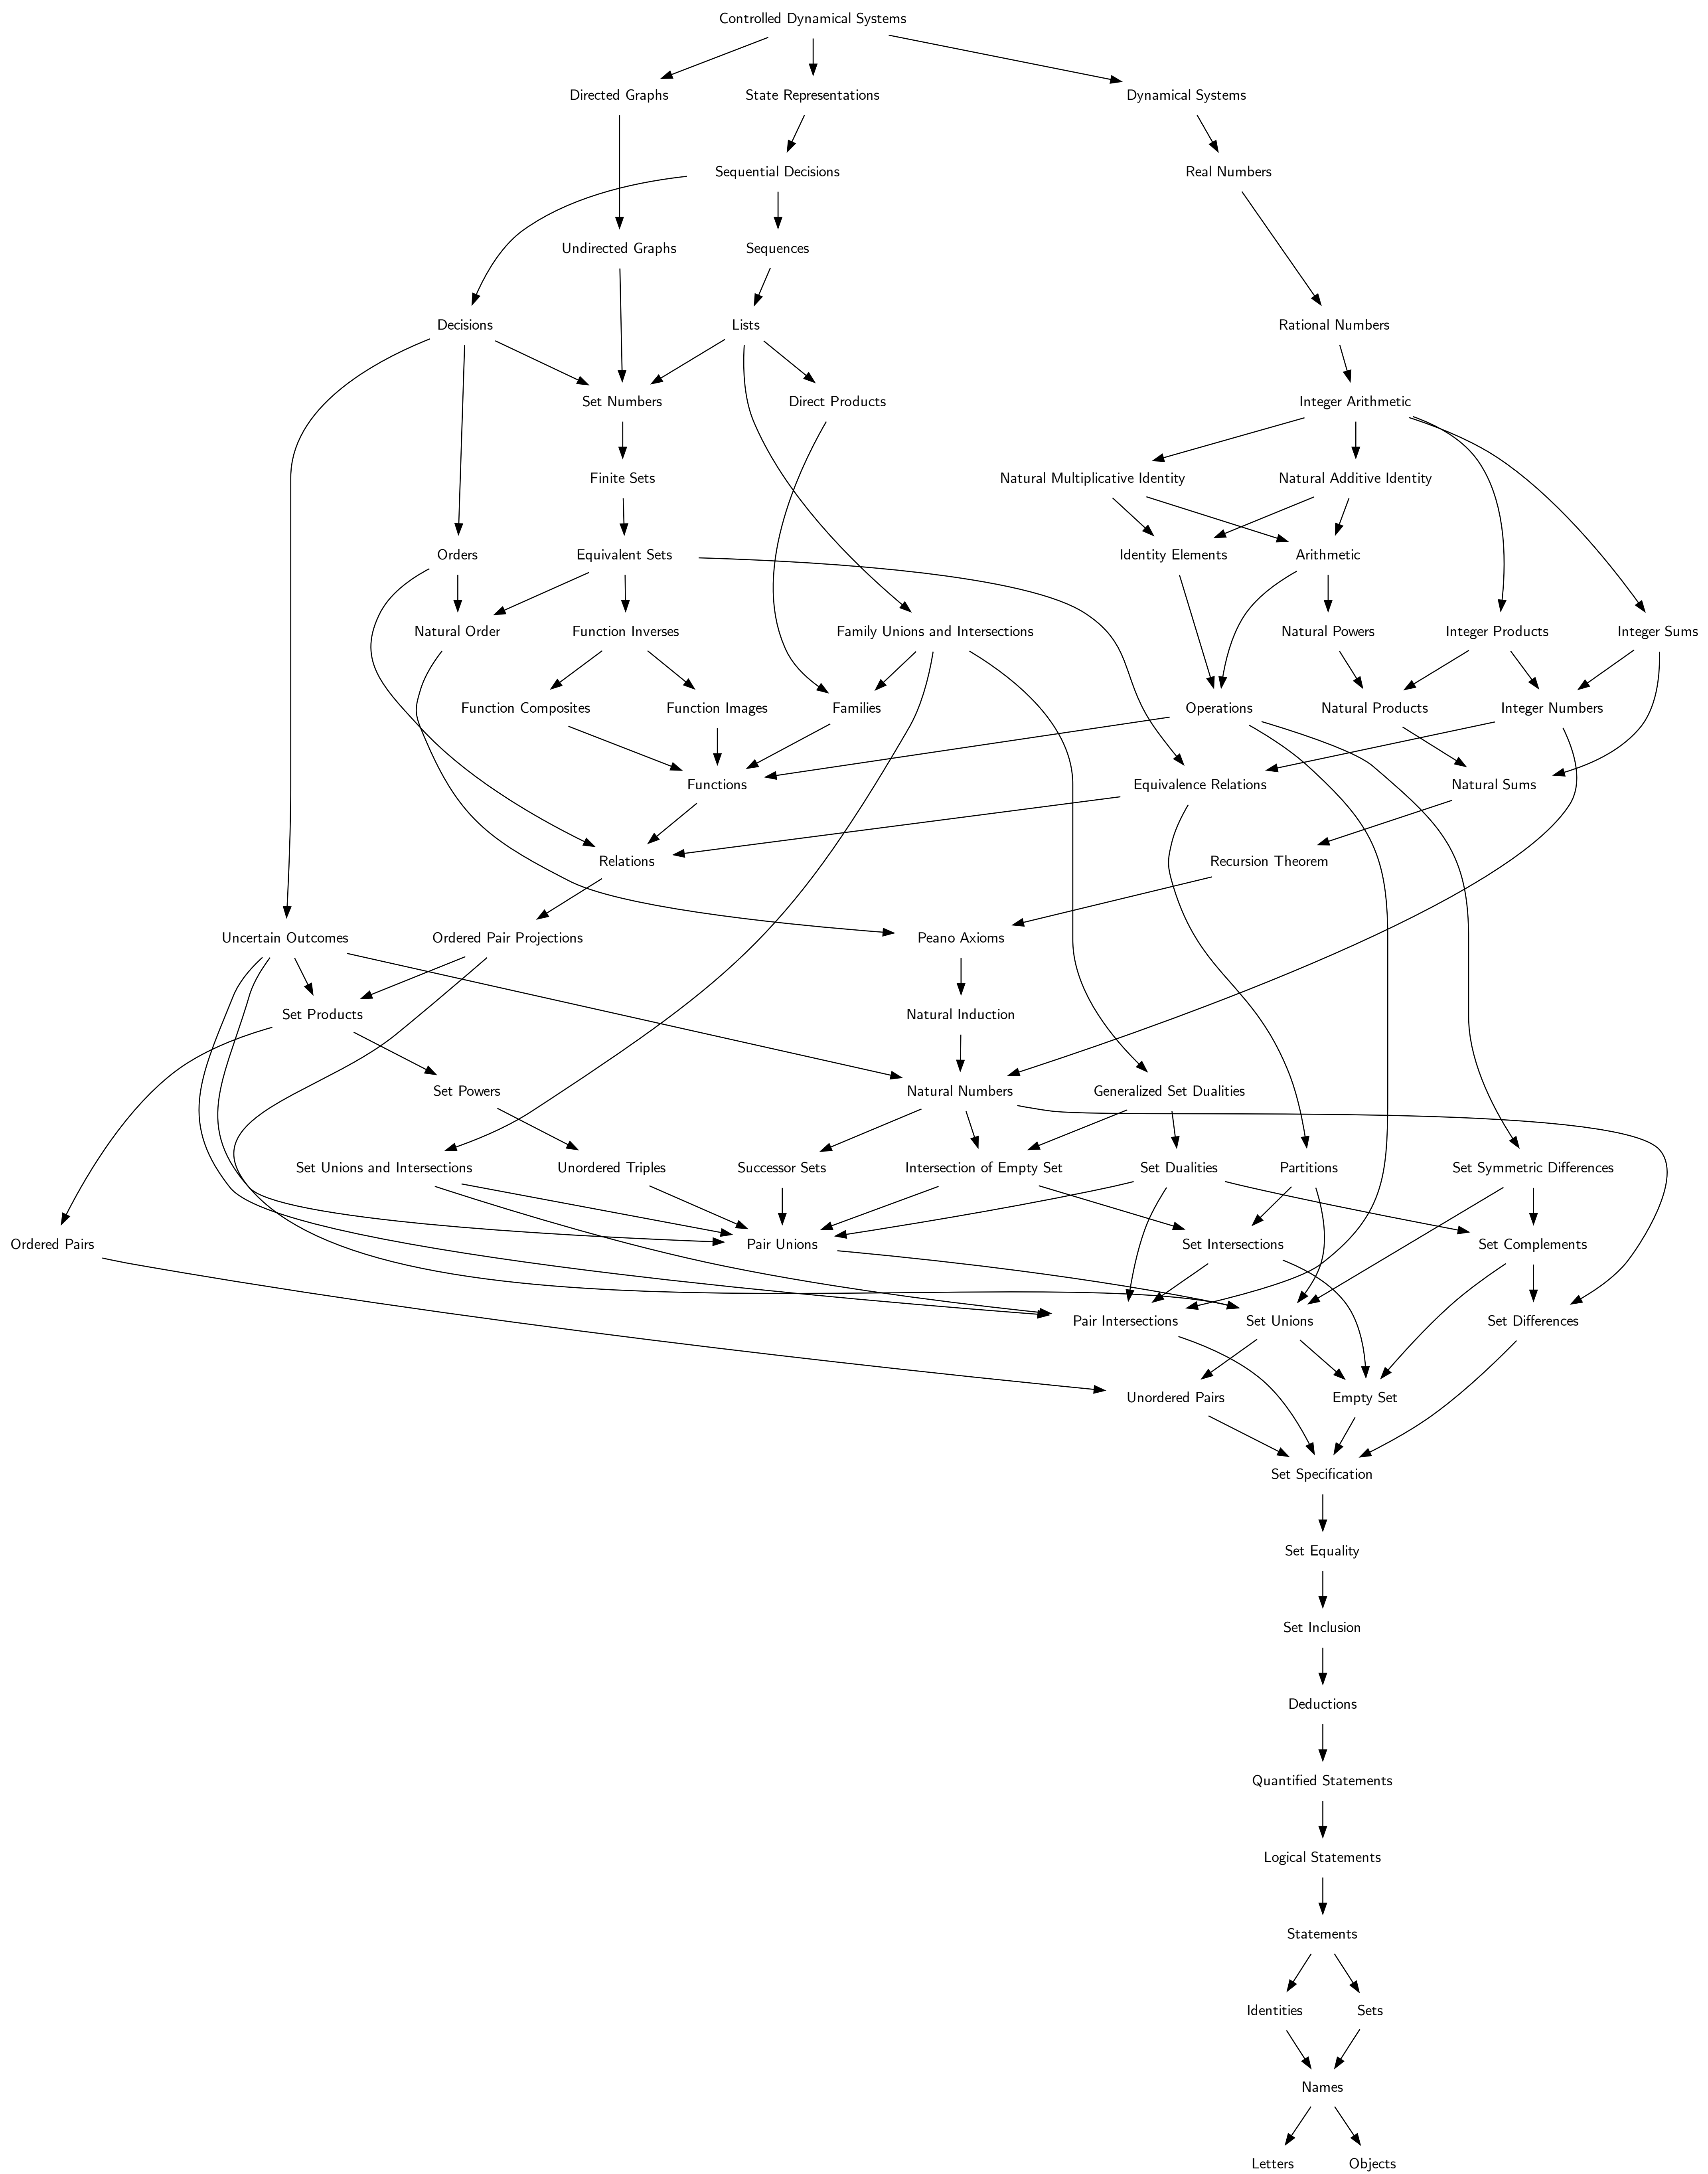 Controlled Dynamical Systems
Directed Graphs
State Representations
Dynamical Systems
Sequential Decisions
Real Numbers
Undirected Graphs
Sequences
Decisions
Lists
Rational Numbers
Set Numbers
Direct Products
Integer Arithmetic
Finite Sets
Natural Multiplicative Identity
Natural Additive Identity
Orders
Equivalent Sets
Identity Elements
Arithmetic
Natural Order
Function Inverses
Family Unions and Intersections
Natural Powers
Integer Products
Integer Sums
Function Composites
Function Images
Families
Operations
Natural Products
Integer Numbers
Functions
Equivalence Relations
Natural Sums
Relations
Recursion Theorem
Uncertain Outcomes
Ordered Pair Projections
Peano Axioms
Set Products
Natural Induction
Set Powers
Natural Numbers
Generalized Set Dualities
Set Unions and Intersections
Unordered Triples
Successor Sets
Intersection of Empty Set
Set Dualities
Partitions
Set Symmetric Differences
Ordered Pairs
Pair Unions
Set Intersections
Set Complements
Pair Intersections
Set Unions
Set Differences
Unordered Pairs
Empty Set
Set Specification
Set Equality
Set Inclusion
Deductions
Quantified Statements
Logical Statements
Statements
Identities
Sets
Names
Letters
Objects